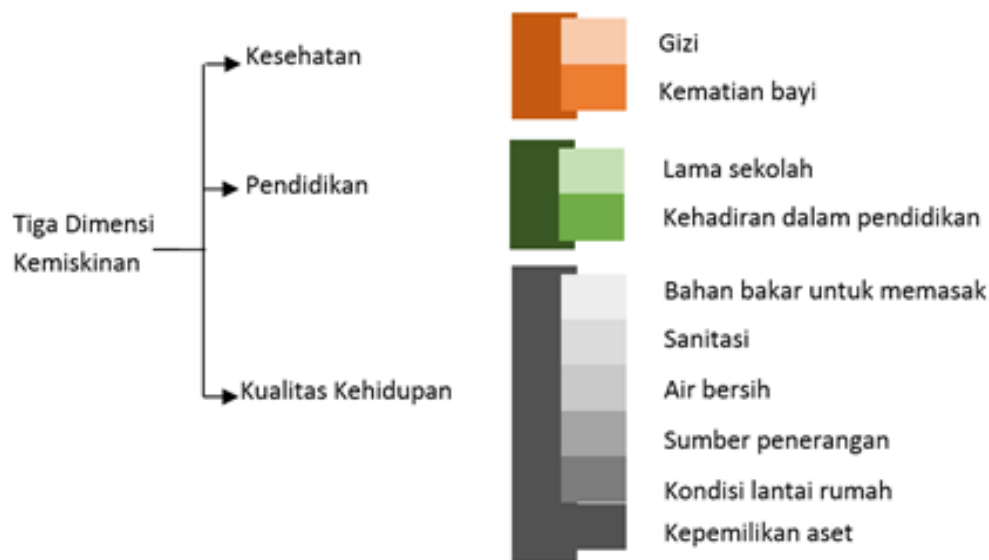 Tiga Dimensi
Kemiskinan
Kesehatan
Gizi
Kematian bayi
Pendidikan
Lama sekolah
Kehadiran dalam pendidikan
Kualitas Kehidupan
Bahan bakar untuk memasak
Sanitasi
Air bersih
Sumber penerangan
Kondisi lantai rumah
Kepemilikan aset